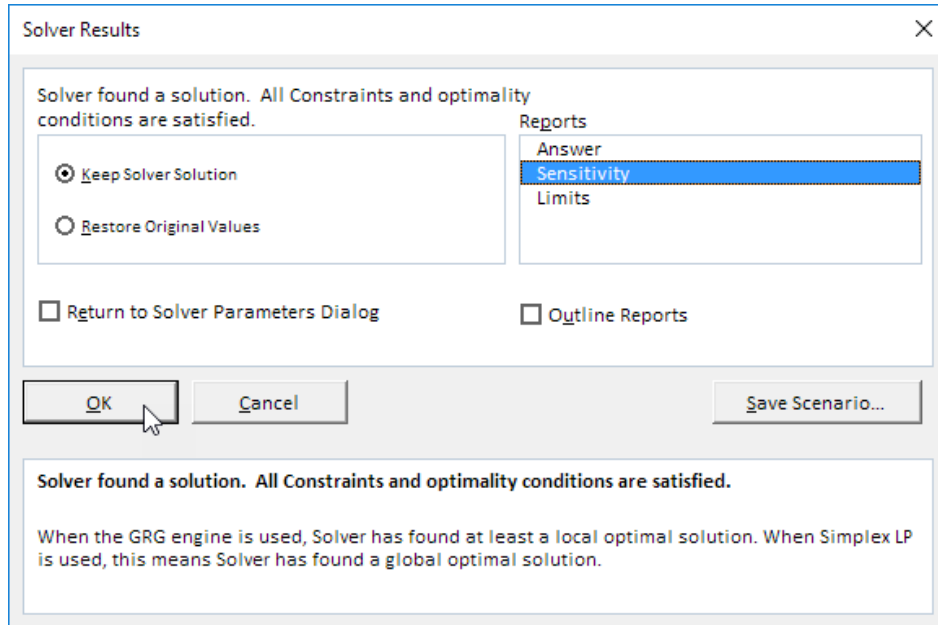 Solver Results
Solver found a solution.  All Constraints and optimality
conditions are satisfied.
Reports
Keep Solver Solution
Restore Original Values
Answer
Sensitivity
Limits
Return to Solver Parameters Dialog
Outline Reports
OK
Cancel
Save Scenario...
Solver found a solution.  All Constraints and optimality conditions are satisfied.
When the GRG engine is used, Solver has found at least a local optimal solution. When Simplex LP
is used, this means Solver has found a global optimal solution.